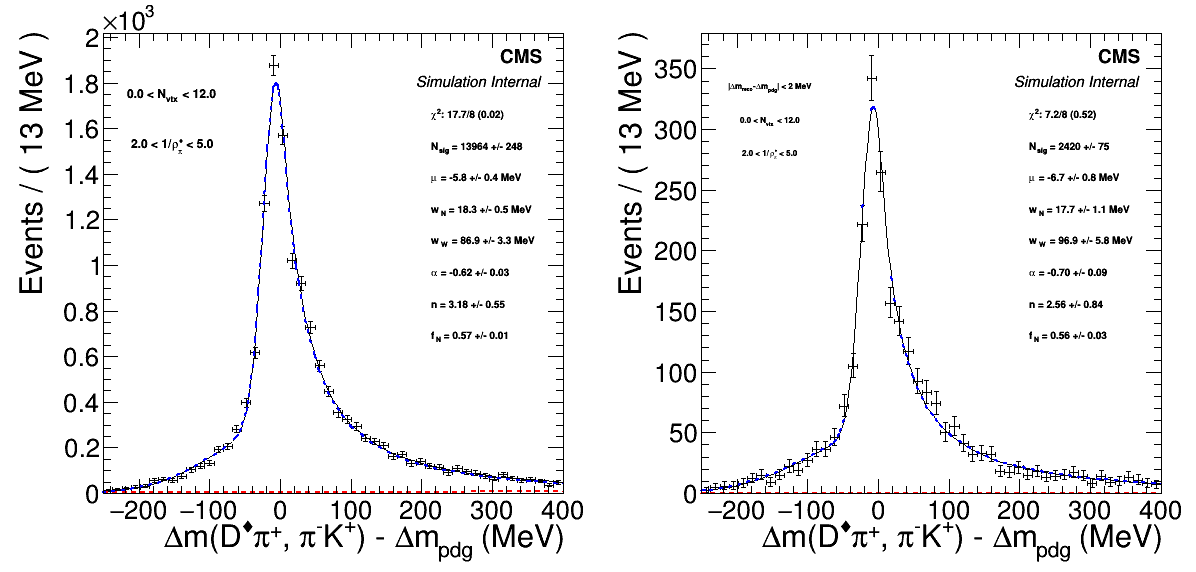 ×10³
CMS
Simulation Internal
0.0 < N_vtx < 12.0
2.0 < 1/ρ*_π < 5.0
χ²: 17.7/8 (0.02)
N_sig = 13964 +/- 248
μ = -5.8 +/- 0.4 MeV
w_N = 18.3 +/- 0.5 MeV
w_W = 86.9 +/- 3.3 MeV
α = -0.62 +/- 0.03
n = 3.18 +/- 0.55
f_N = 0.57 +/- 0.01
Events / ( 13 MeV )
2
1.8
1.6
1.4
1.2
1
0.8
0.6
0.4
0.2
0
−200 −100 0 100 200 300 400
Δm(D♦π⁺, π⁻K⁺) - Δm_pdg (MeV)
CMS
Simulation Internal
|Δm_reco-Δm_pdg| < 2 MeV
0.0 < N_vtx < 12.0
2.0 < 1/ρ*_π < 5.0
χ²: 7.2/8 (0.52)
N_sig = 2420 +/- 75
μ = -6.7 +/- 0.8 MeV
w_N = 17.7 +/- 1.1 MeV
w_W = 96.9 +/- 5.8 MeV
α = -0.70 +/- 0.09
n = 2.56 +/- 0.84
f_N = 0.56 +/- 0.03
Events / ( 13 MeV )
350
300
250
200
150
100
50
0
−200 −100 0 100 200 300 400
Δm(D♦π⁺, π⁻K⁺) - Δm_pdg (MeV)